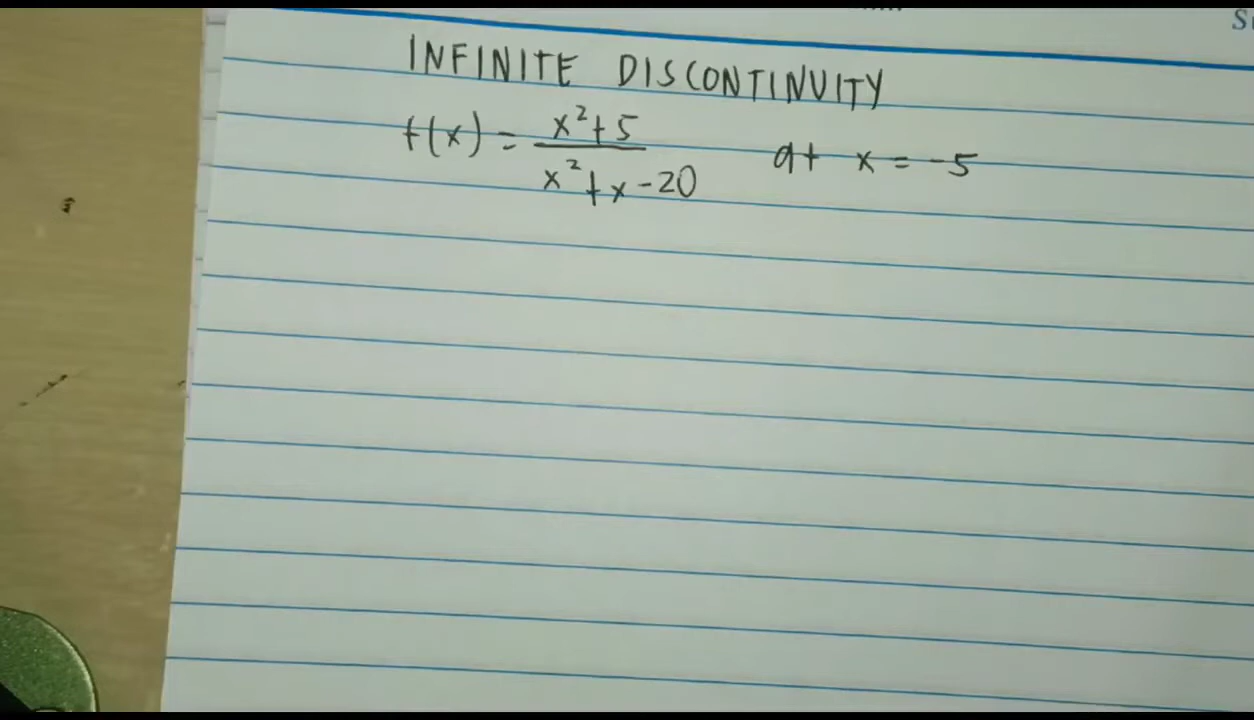 INFINITE DISCONTINUITY
f(x) = x²+5 / x²+x-20 at x = -5